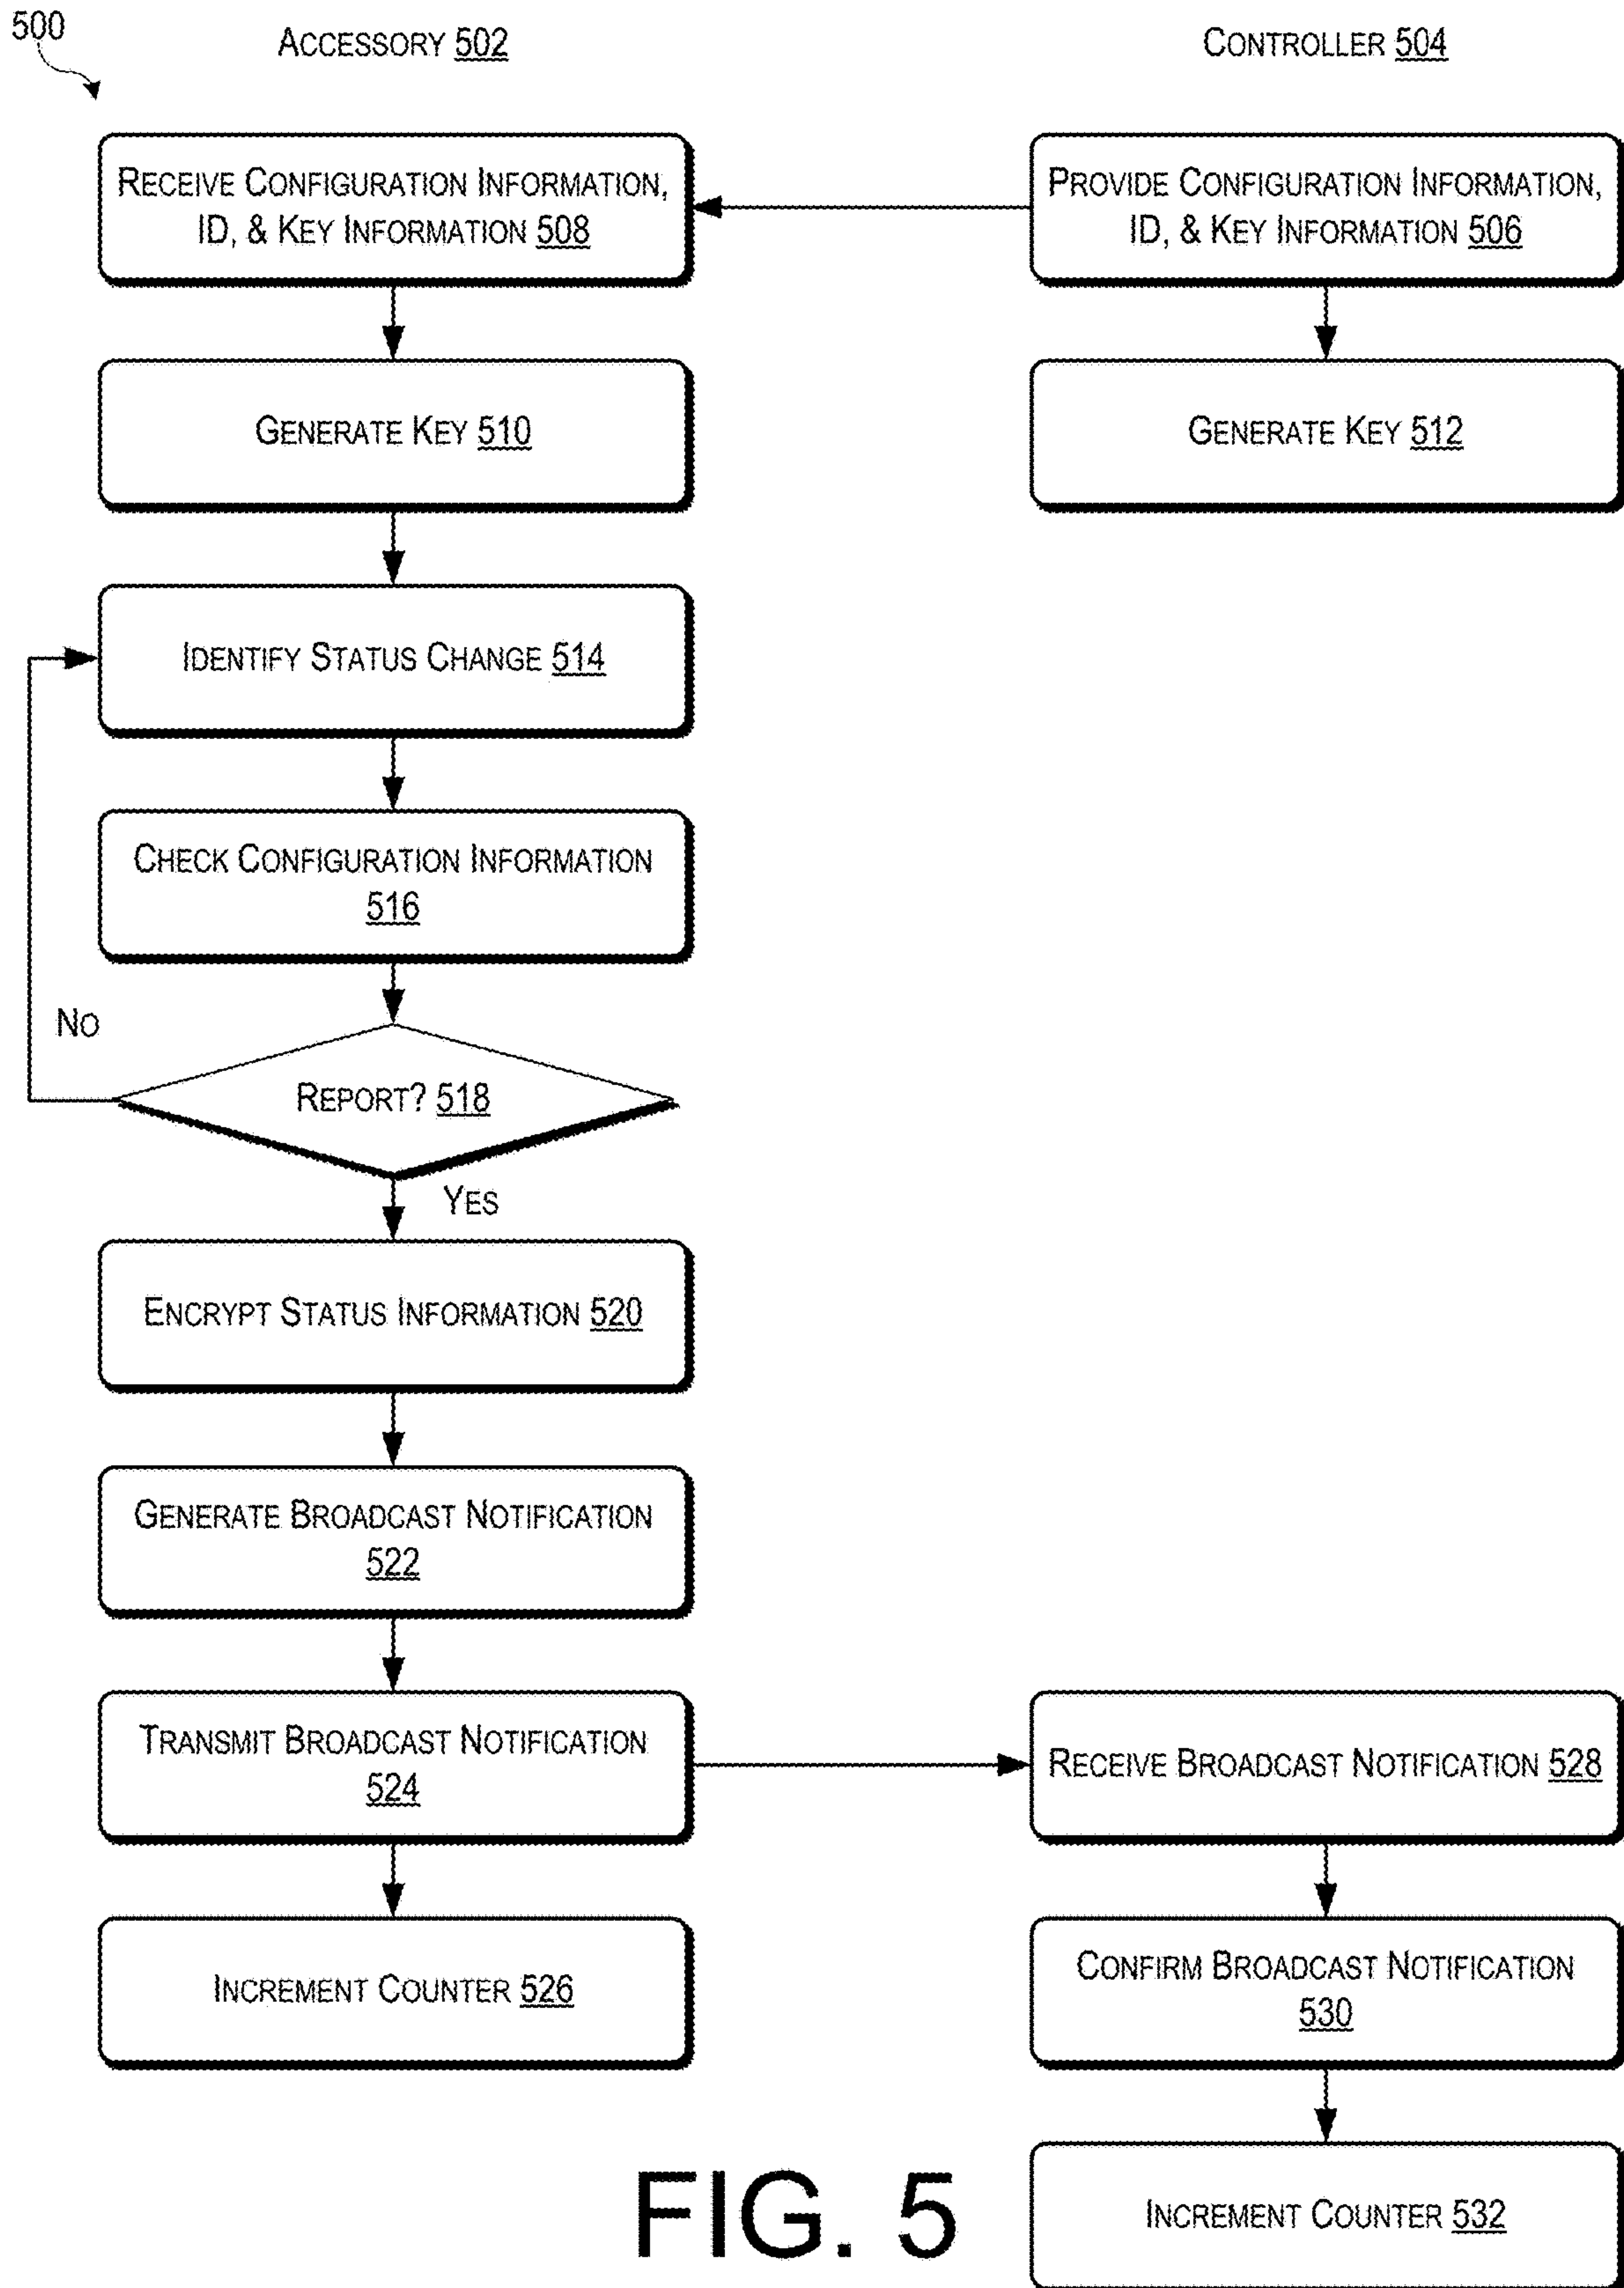 500
ACCESSORY 502
CONTROLLER 504
RECEIVE CONFIGURATION INFORMATION,
ID, & KEY INFORMATION 508
PROVIDE CONFIGURATION INFORMATION,
ID, & KEY INFORMATION 506
GENERATE KEY 510
GENERATE KEY 512
IDENTIFY STATUS CHANGE 514
CHECK CONFIGURATION INFORMATION
516
NO
REPORT? 518
YES
ENCRYPT STATUS INFORMATION 520
GENERATE BROADCAST NOTIFICATION
522
TRANSMIT BROADCAST NOTIFICATION
524
RECEIVE BROADCAST NOTIFICATION 528
INCREMENT COUNTER 526
CONFIRM BROADCAST NOTIFICATION
530
INCREMENT COUNTER 532
FIG. 5